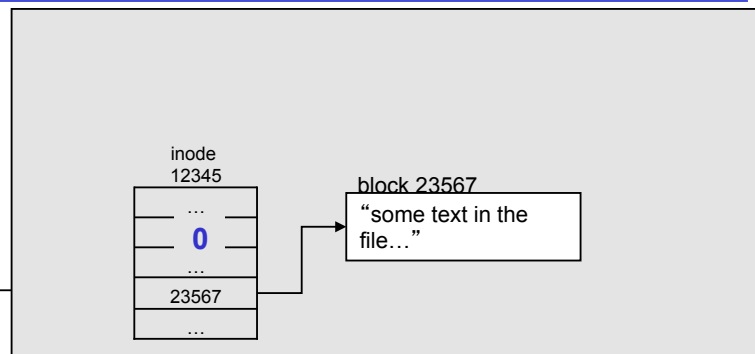 inode
12345
…
0
…
23567
…
block 23567
“some text in the
file…”